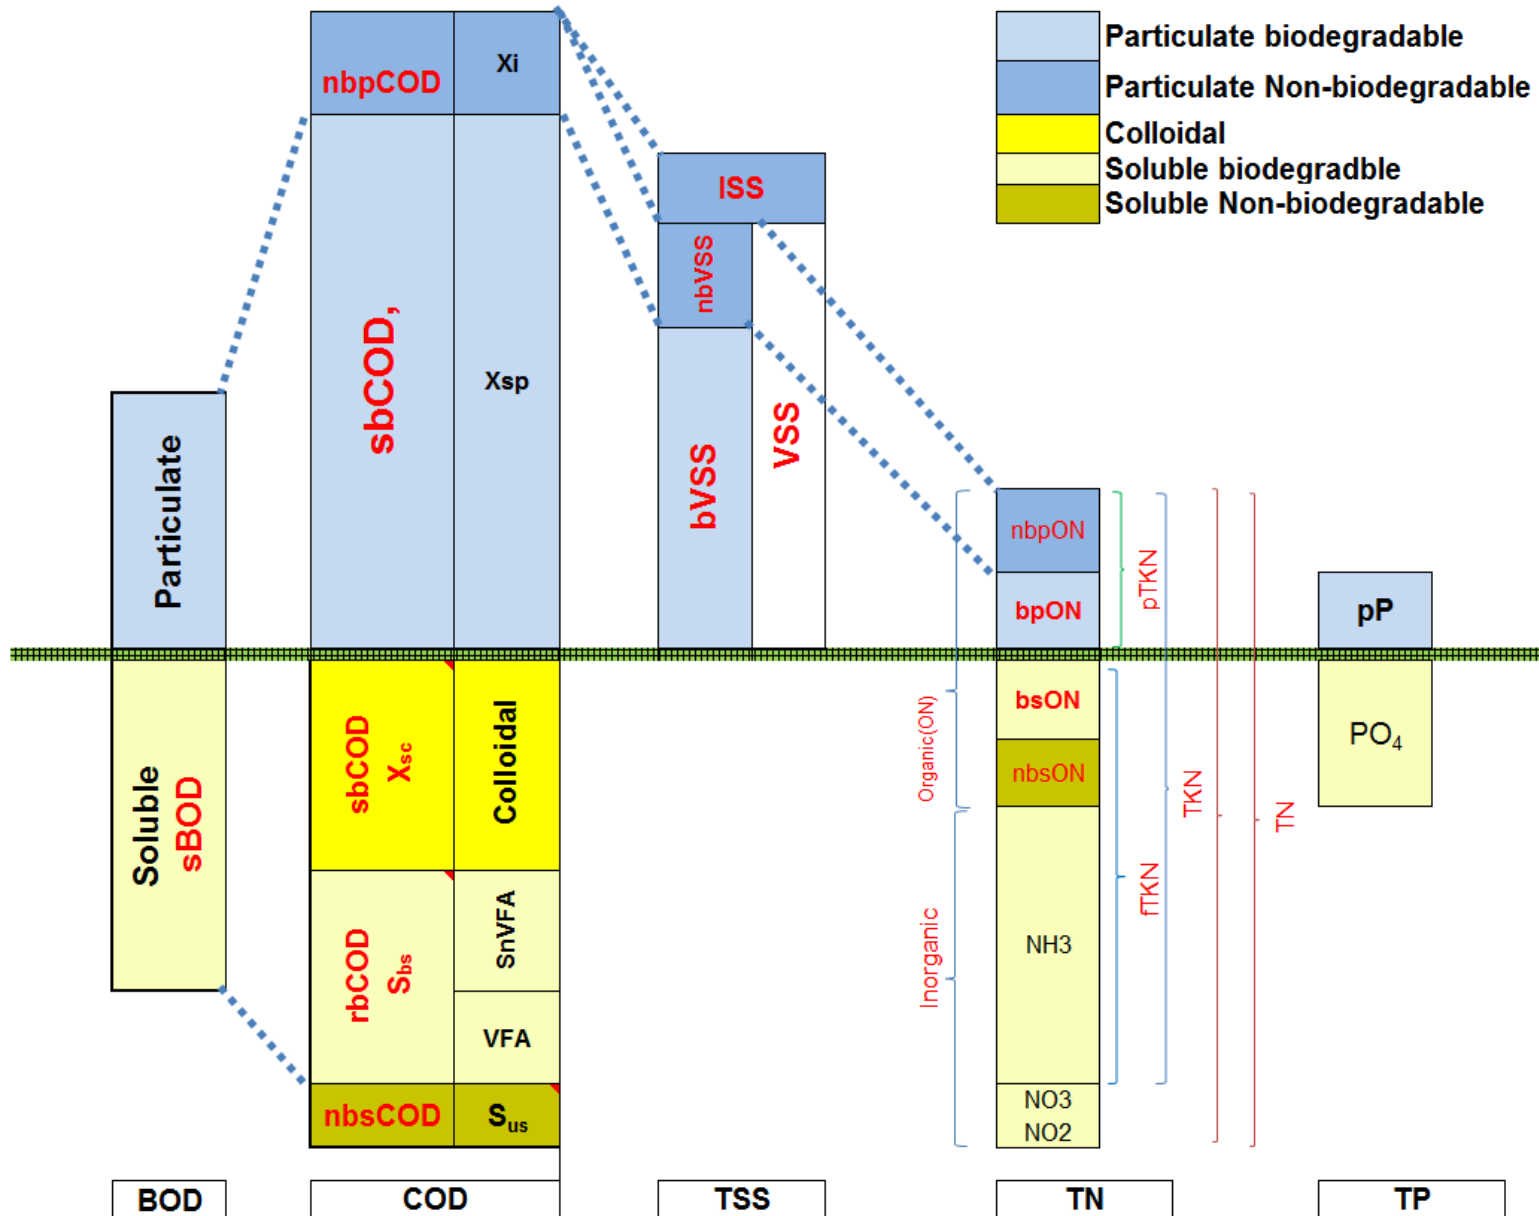 Particulate biodegradable
Particulate Non-biodegradable
Colloidal
Soluble biodegradble
Soluble Non-biodegradable
Particulate
Soluble
sBOD
nbpCOD
Xi
sbCOD,
Xsp
sbCOD
Xsc
Colloidal
rbCOD
Sbs
SnVFA
VFA
nbsCOD
Sus
ISS
nbVSS
bVSS
VSS
nbpON
bpON
bsON
nbsON
NH3
NO3
NO2
Organic(ON)
Inorganic
pTKN
fTKN
TKN
TN
pP
PO4
BOD
COD
TSS
TN
TP